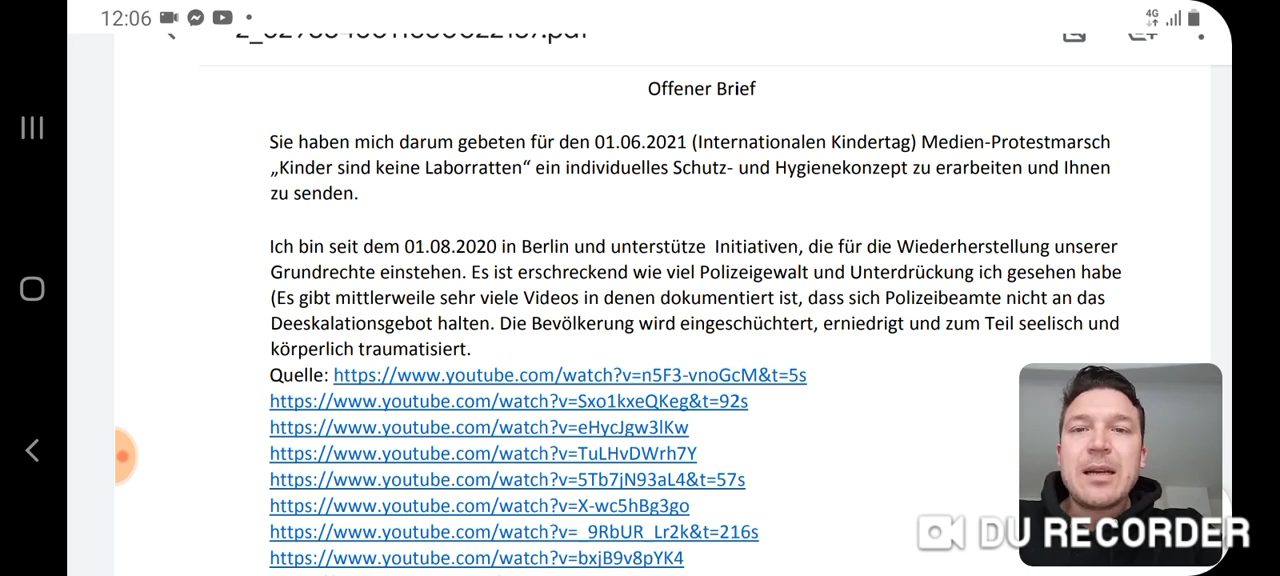 12:06
4G
Offener Brief
Sie haben mich darum gebeten für den 01.06.2021 (Internationalen Kindertag) Medien-Protestmarsch
„Kinder sind keine Laborratten“ ein individuelles Schutz- und Hygienekonzept zu erarbeiten und Ihnen
zu senden.
Ich bin seit dem 01.08.2020 in Berlin und unterstütze Initiativen, die für die Wiederherstellung unserer
Grundrechte einstehen. Es ist erschreckend wie viel Polizeigewalt und Unterdrückung ich gesehen habe
(Es gibt mittlerweile sehr viele Videos in denen dokumentiert ist, dass sich Polizeibeamte nicht an das
Deeskalationsgebot halten. Die Bevölkerung wird eingeschüchtert, erniedrigt und zum Teil seelisch und
körperlich traumatisiert.
Quelle: https://www.youtube.com/watch?v=n5F3-vnoGcM&t=5s
https://www.youtube.com/watch?v=Sxo1kxeQKeg&t=92s
https://www.youtube.com/watch?v=eHycJgw3lKw
https://www.youtube.com/watch?v=TuLHvDWrh7Y
https://www.youtube.com/watch?v=5Tb7jN93aL4&t=57s
https://www.youtube.com/watch?v=X-wc5hBg3go
https://www.youtube.com/watch?v=_9RbUR_Lr2k&t=216s
https://www.youtube.com/watch?v=bxjB9v8pYK4
DU RECORDER